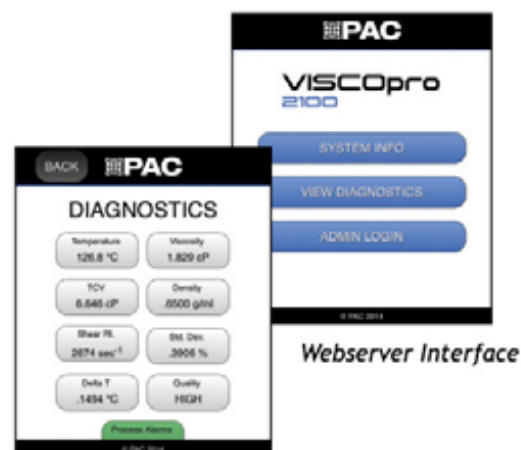 PAC
VISCOpro
2100
SYSTEM INFO
VIEW DIAGNOSTICS
ADMIN LOGIN
© PAC 2014
Webserver Interface
BACK
PAC
DIAGNOSTICS
Temperature
126.8 °C
Viscosity
1.829 cP
TCV
6.646 cP
Density
.8500 g/ml
Shear Rt.
2674 sec-1
Std. Dev.
.3906 %
Delta T
.1494 °C
Quality
HIGH
Process Alarms
© PAC 2014